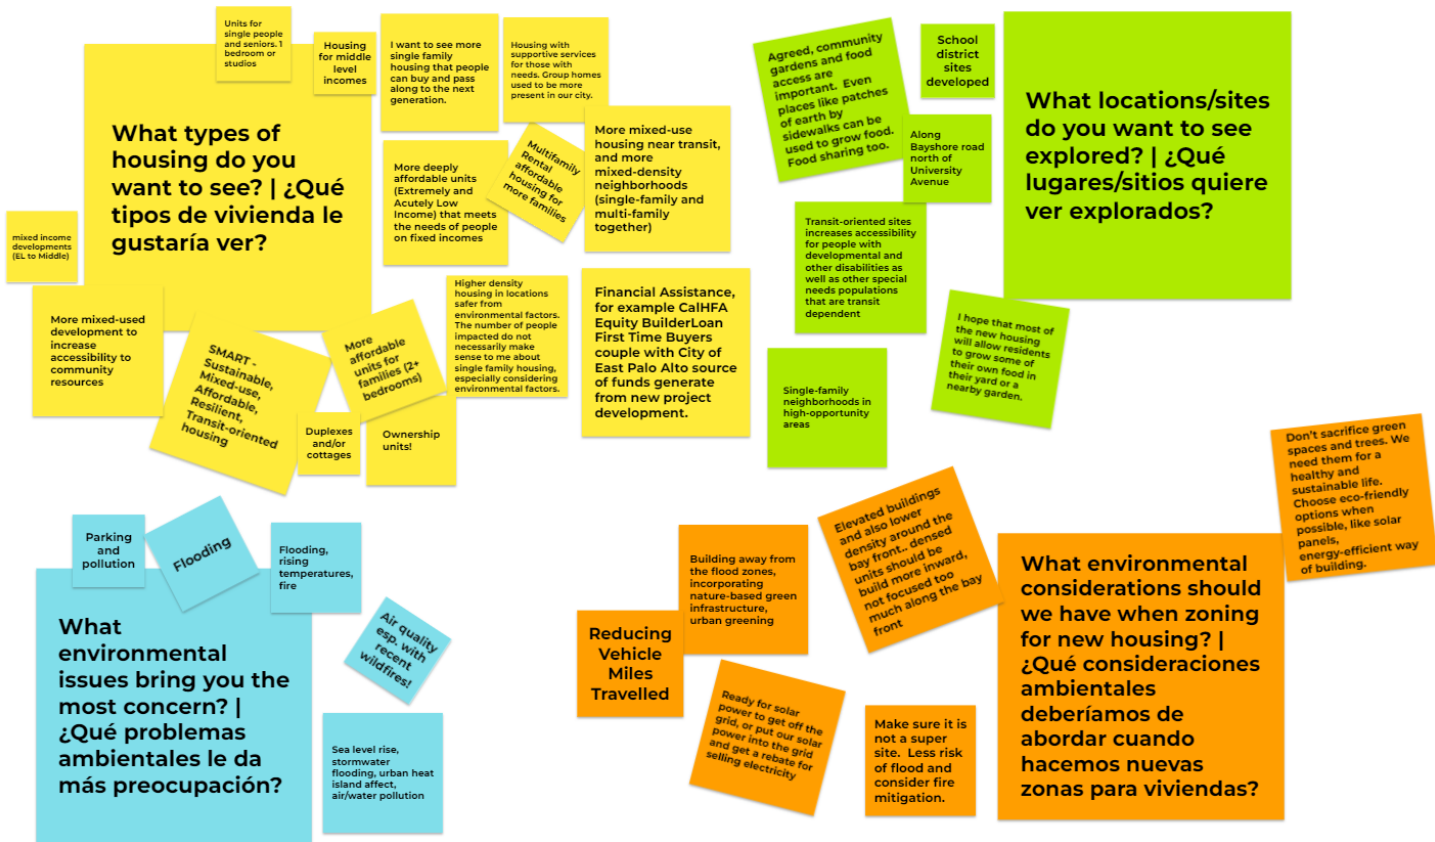 What types of
housing do you
want to see? | ¿Qué
tipos de vivienda le
gustaría ver?
Units for
single people
and seniors. 1
bedroom or
studios
Housing
for middle
level
incomes
I want to see more
single family
housing that people
can buy and pass
along to the next
generation.
Housing with
supportive services
for those with
needs. Group homes
used to be more
present in our city.
More deeply
affordable units
(Extremely and
Acutely Low
Income) that meets
the needs of people
on fixed incomes
Multifamily
Rental
affordable
housing for
more families
More mixed-use
housing near transit,
and more
mixed-density
neighborhoods
(single-family and
multi-family
together)
mixed income
developments
(EL to Middle)
More mixed-used
development to
increase
accessibility to
community
resources
SMART -
Sustainable,
Mixed-use,
Affordable,
Resilient,
Transit-oriented
housing
More
affordable
units for
families (2+
bedrooms)
Duplexes
and/or
cottages
Ownership
units!
Higher density
housing in locations
safer from
environmental factors.
The number of people
impacted do not
necessarily make
sense to me about
single family housing,
especially considering
environmental factors.
Financial Assistance,
for example CalHFA
Equity BuilderLoan
First Time Buyers
couple with City of
East Palo Alto source
of funds generate
from new project
development.
What locations/sites
do you want to see
explored? | ¿Qué
lugares/sitios quiere
ver explorados?
Agreed, community
gardens and food
access are
important. Even
places like patches
of earth by
sidewalks can be
used to grow food.
Food sharing too.
School
district
sites
developed
Along
Bayshore road
north of
University
Avenue
Transit-oriented sites
increases accessibility
for people with
developmental and
other disabilities as
well as other special
needs populations
that are transit
dependent
I hope that most of
the new housing
will allow residents
to grow some of
their own food in
their yard or a
nearby garden.
Single-family
neighborhoods in
high-opportunity
areas
What
environmental
issues bring you the
most concern? |
¿Qué problemas
ambientales le da
más preocupación?
Parking
and
pollution
Flooding
Flooding,
rising
temperatures,
fire
Air quality
esp. with
recent
wildfires!
Sea level rise,
stormwater
flooding, urban heat
island affect,
air/water pollution
What environmental
considerations should
we have when zoning
for new housing? |
¿Qué consideraciones
ambientales
deberíamos de
abordar cuando
hacemos nuevas
zonas para viviendas?
Building away from
the flood zones,
incorporating
nature-based green
infrastructure,
urban greening
Elevated buildings
and also lower
density around the
bay front.. densed
units should be
build more inward,
not focused too
much along the bay
front
Reducing
Vehicle
Miles
Travelled
Ready for solar
power to get off the
grid, or put our solar
power into the grid
and get a rebate for
selling electricity
Make sure it is
not a super
site. Less risk
of flood and
consider fire
mitigation.
Don't sacrifice green
spaces and trees. We
need them for a
healthy and
sustainable life.
Choose eco-friendly
options when
possible, like solar
panels,
energy-efficient way
of building.